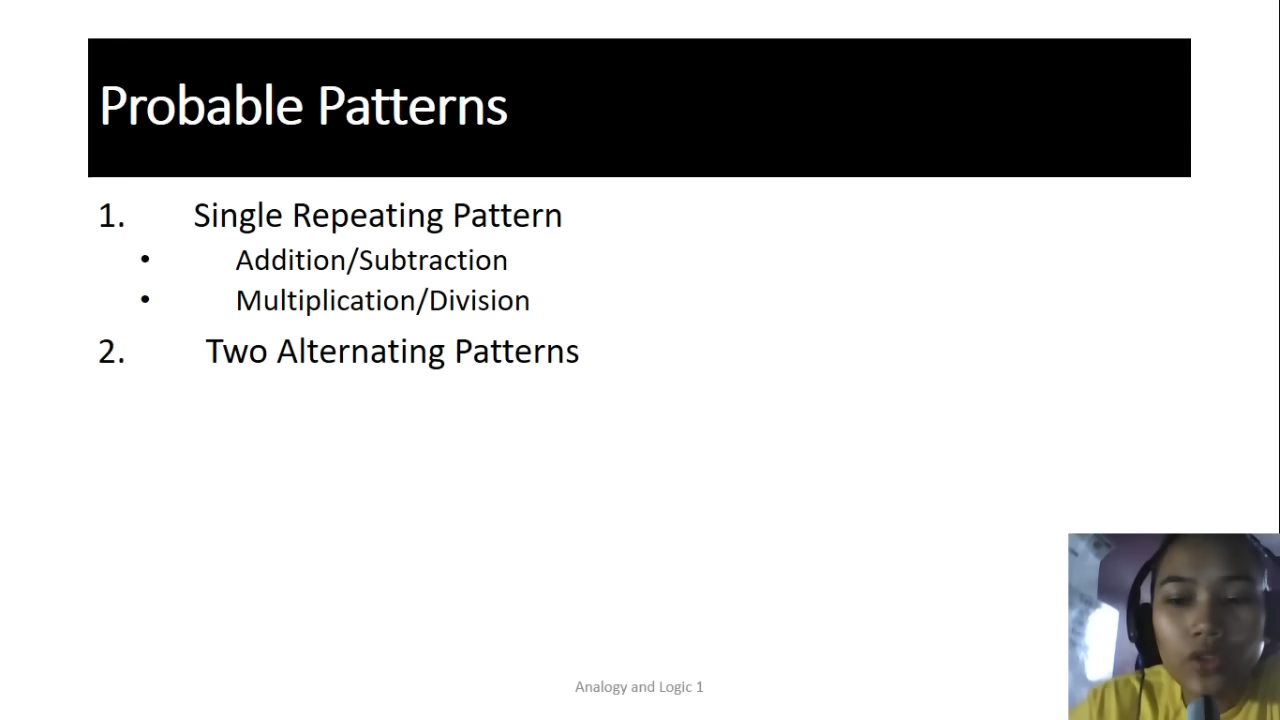 Probable Patterns
1. Single Repeating Pattern
• Addition/Subtraction
• Multiplication/Division
2. Two Alternating Patterns
Analogy and Logic 1